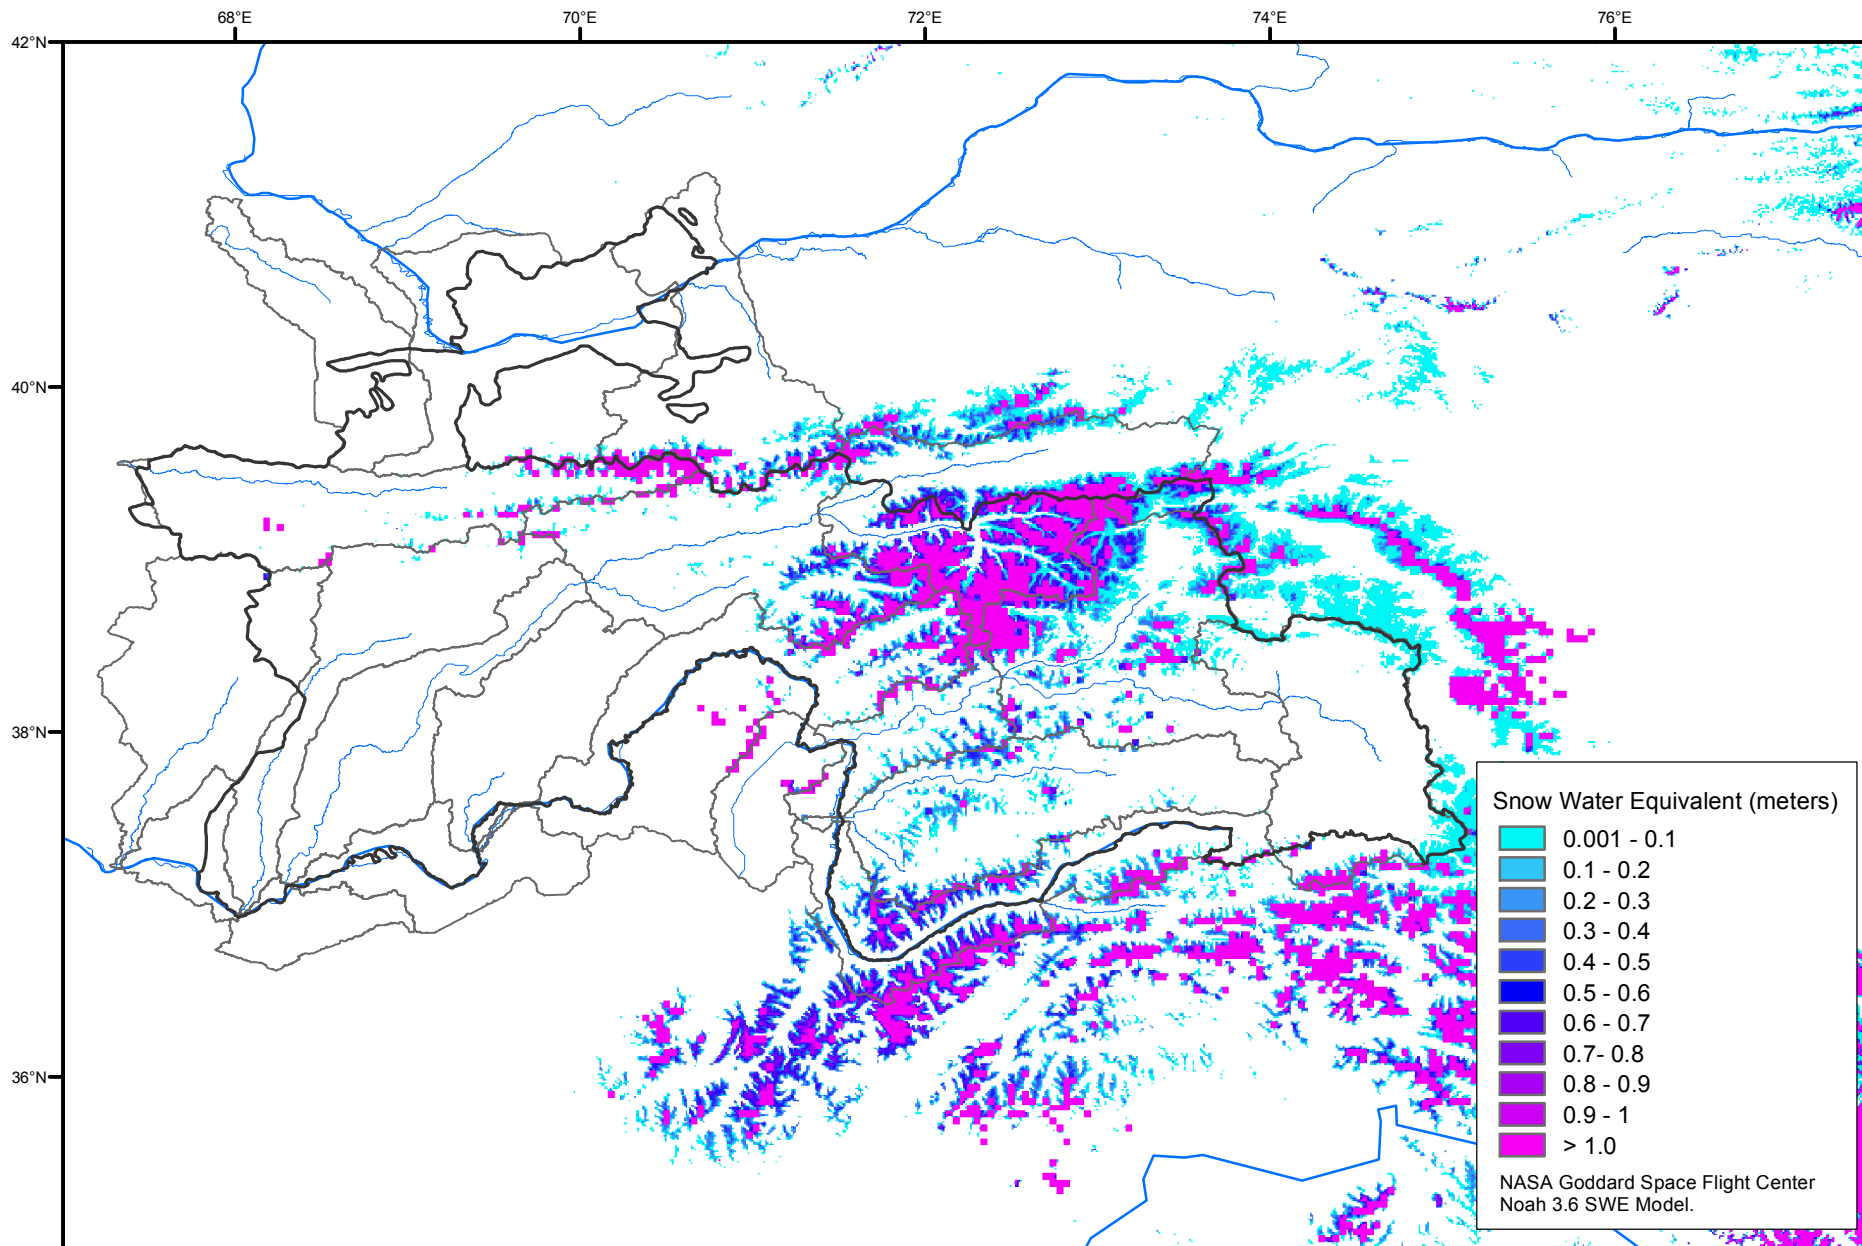 68°E
70°E
72°E
74°E
76°E
42°N
40°N
38°N
36°N
Snow Water Equivalent (meters)
0.001 - 0.1
0.1 - 0.2
0.2 - 0.3
0.3 - 0.4
0.4 - 0.5
0.5 - 0.6
0.6 - 0.7
0.7- 0.8
0.8 - 0.9
0.9 - 1
> 1.0
NASA Goddard Space Flight Center
Noah 3.6 SWE Model.